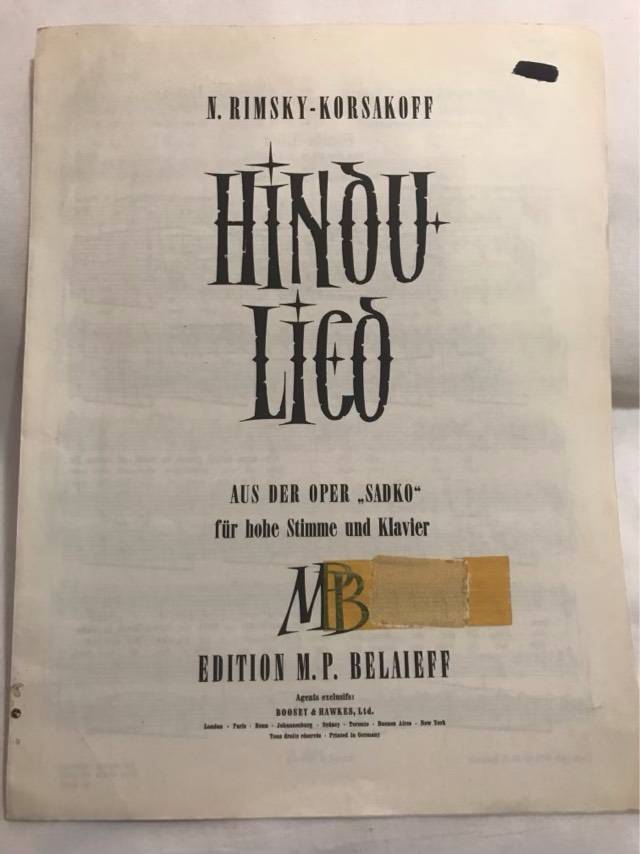 N. RIMSKY-KORSAKOFF
HINDU-
LIED
AUS DER OPER „SADKO“
für hohe Stimme und Klavier
MPB
EDITION M. P. BELAIEFF
Agents exclusifs:
BOOSEY & HAWKES, Ltd.
London - Paris - Bonn - Johannesburg - Sydney - Toronto - Buenos Aires - New York
Tous droits réservés - Printed in Germany